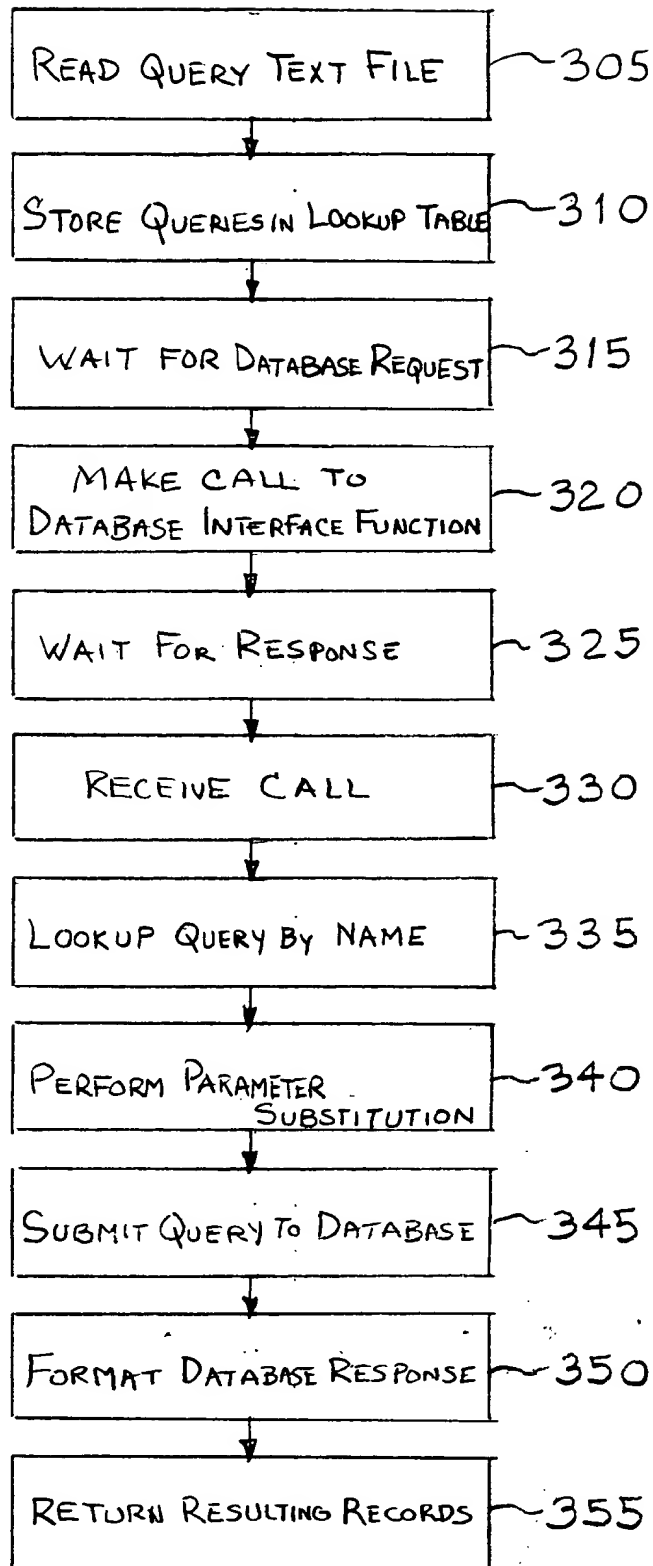 READ QUERY TEXT FILE 305
STORE QUERIES IN LOOKUP TABLE 310
WAIT FOR DATABASE REQUEST 315
MAKE CALL TO
DATABASE INTERFACE FUNCTION 320
WAIT FOR RESPONSE 325
RECEIVE CALL 330
LOOKUP QUERY BY NAME 335
PERFORM PARAMETER
SUBSTITUTION 340
SUBMIT QUERY TO DATABASE 345
FORMAT DATABASE RESPONSE 350
RETURN RESULTING RECORDS 355